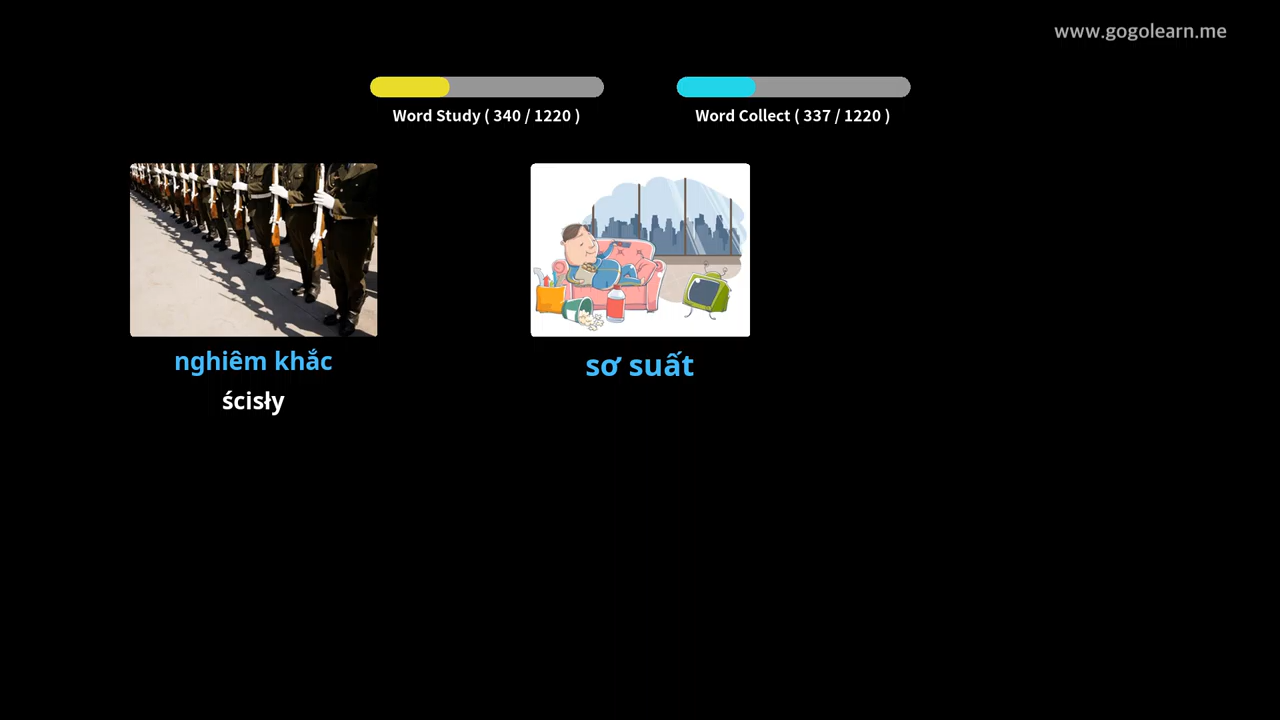 www.gogolearn.me
Word Study ( 340 / 1220 )
Word Collect ( 337 / 1220 )
nghiêm khắc
ścisły
sơ suất